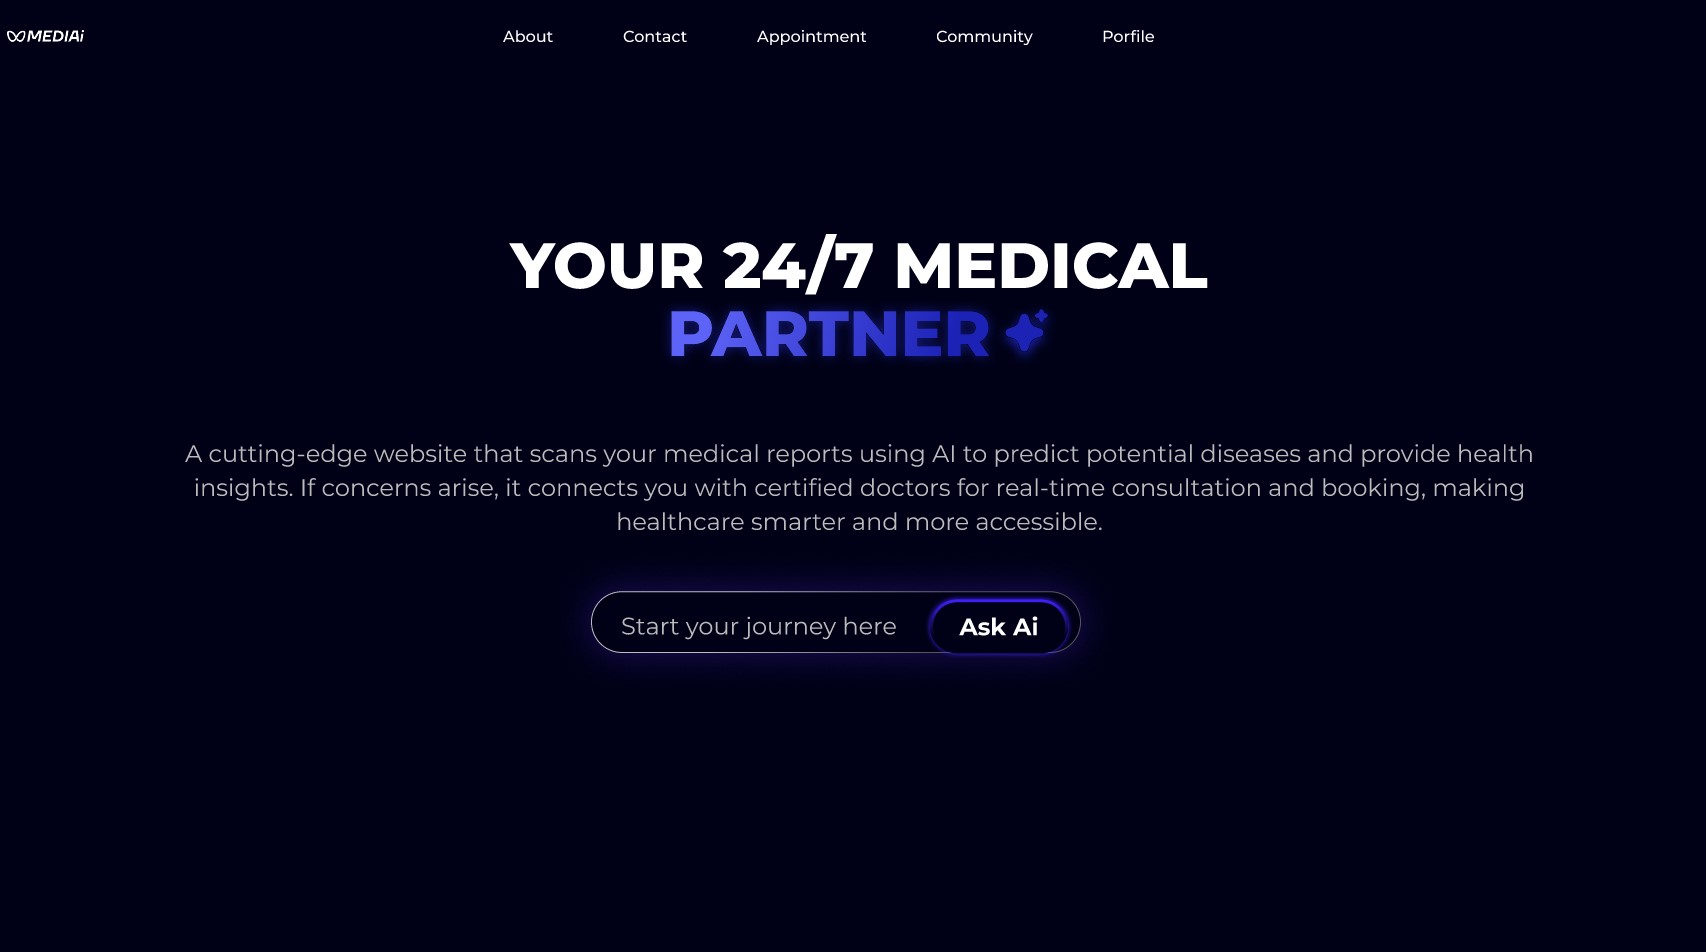 MEDIAi
About Contact Appointment Community Porfile
YOUR 24/7 MEDICAL
PARTNER
A cutting-edge website that scans your medical reports using AI to predict potential diseases and provide health
insights. If concerns arise, it connects you with certified doctors for real-time consultation and booking, making
healthcare smarter and more accessible.
Start your journey here Ask Ai